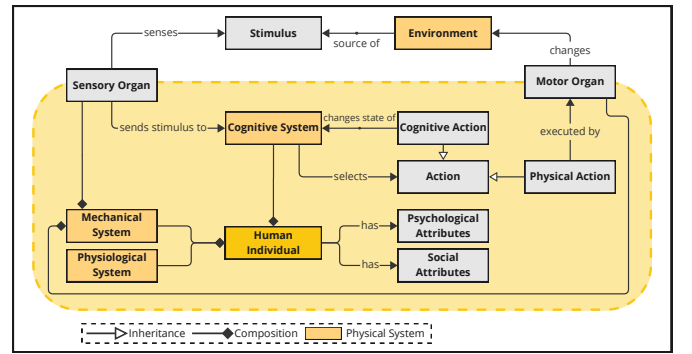 senses
Stimulus
source of
Environment
changes
Sensory Organ
Motor Organ
sends stimulus to
Cognitive System
changes state of
Cognitive Action
executed by
selects
Action
Physical Action
Mechanical
System
Physiological
System
Human
Individual
has
Psychological
Attributes
has
Social
Attributes
Inheritance
Composition
Physical System